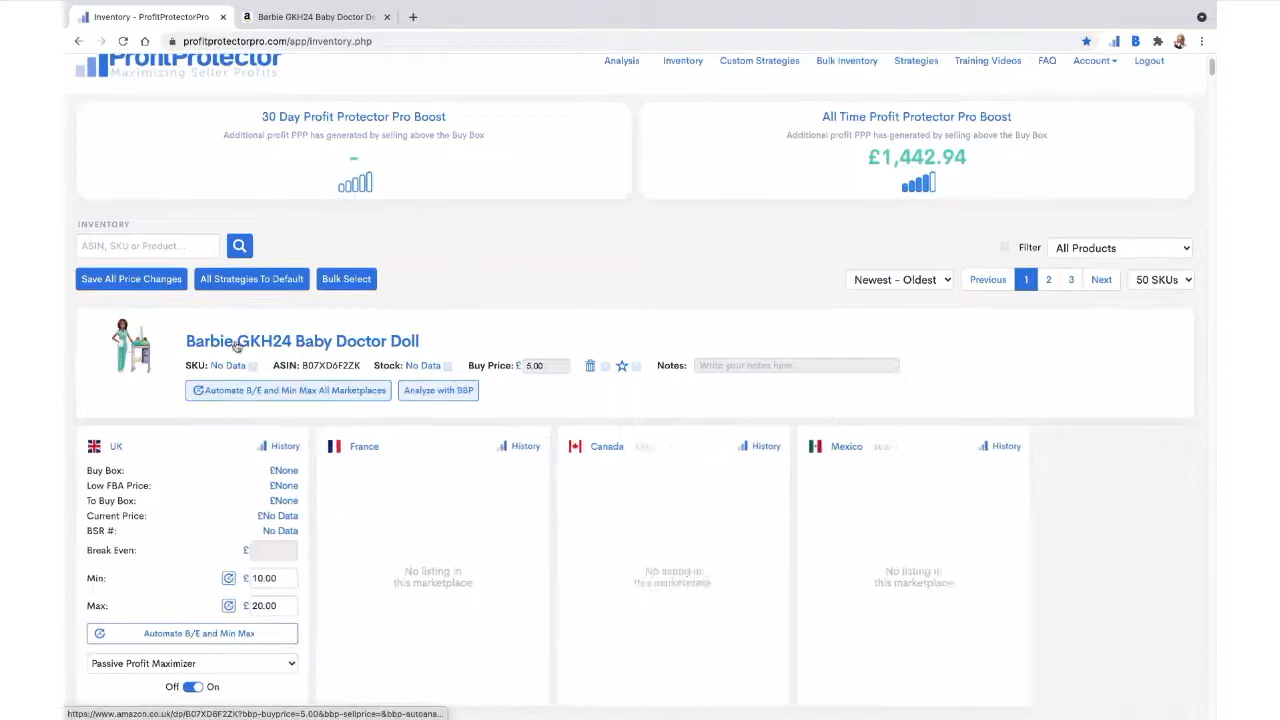 Inventory - ProfitProtectorPro
Barbie GKH24 Baby Doctor Do
profitprotectorpro.com/app/inventory.php
ProfitProtector
Maximizing Seller Profits
Analysis Inventory Custom Strategies Bulk Inventory Strategies Training Videos FAQ Account Logout
30 Day Profit Protector Pro Boost
Additional profit PPP has generated by selling above the Buy Box
-
All Time Profit Protector Pro Boost
Additional profit PPP has generated by selling above the Buy Box
£1,442.94
INVENTORY
ASIN, SKU or Product...
Filter All Products
Save All Price Changes All Strategies To Default Bulk Select
Newest - Oldest Previous 1 2 3 Next 50 SKUs
Barbie GKH24 Baby Doctor Doll
SKU: No Data ASIN: B07XD6F2ZK Stock: No Data Buy Price: £ 5.00 Notes: Write your notes here
Automate B/E and Min Max All Marketplaces Analyze with BBP
UK History
Buy Box: £None
Low FBA Price: £None
To Buy Box: £None
Current Price: £No Data
BSR #: No Data
Break Even: £
Min: £ 10.00
Max: £ 20.00
Automate B/E and Min Max
Passive Profit Maximizer
Off On
France History
No listing in
this marketplace
Canada History
No listing in
this marketplace
Mexico History
No listing in
this marketplace
https://www.amazon.co.uk/dp/B07XD6F2ZK?bbp-buyprice=5.00&bbp-sellprice=&bbp-autoana...